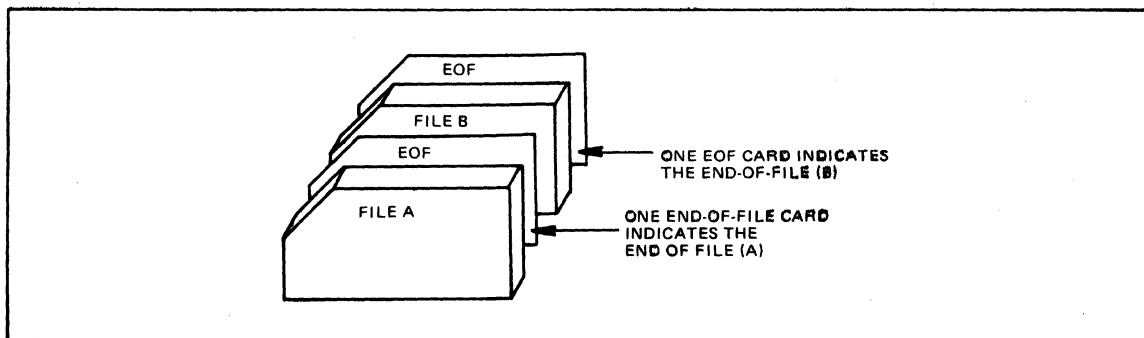 EOF
FILE B
EOF
FILE A
ONE EOF CARD INDICATES
THE END-OF-FILE (B)
ONE END-OF-FILE CARD
INDICATES THE
END OF FILE (A)